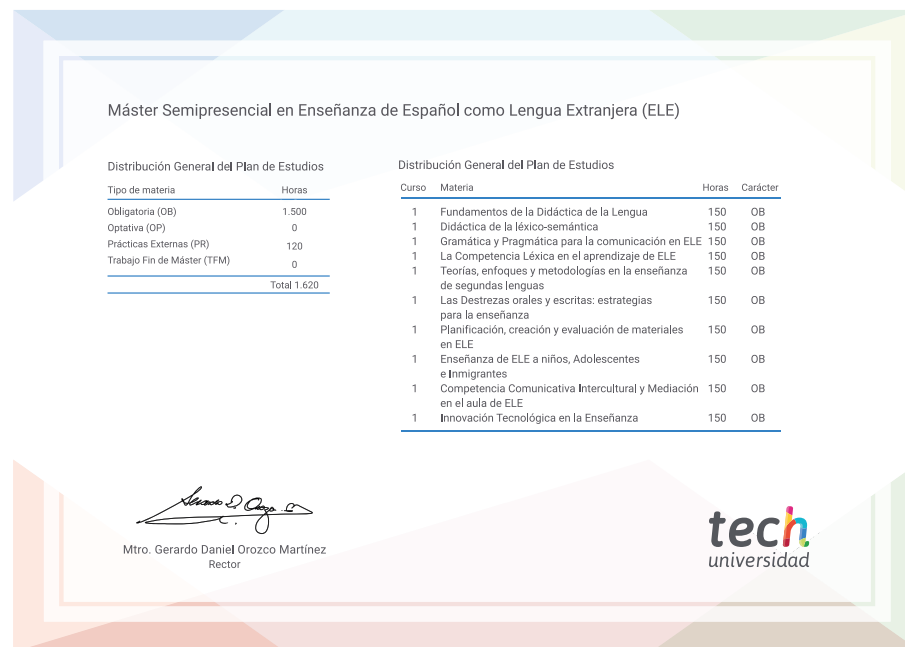 Máster Semipresencial en Enseñanza de Español como Lengua Extranjera (ELE)
Distribución General del Plan de Estudios
Tipo de materia Horas
Obligatoria (OB) 1.500
Optativa (OP) 0
Prácticas Externas (PR) 120
Trabajo Fin de Máster (TFM) 0
Total 1.620
Distribución General del Plan de Estudios
Curso Materia Horas Carácter
1 Fundamentos de la Didáctica de la Lengua 150 OB
1 Didáctica de la léxico-semántica 150 OB
1 Gramática y Pragmática para la comunicación en ELE 150 OB
1 La Competencia Léxica en el aprendizaje de ELE 150 OB
1 Teorías, enfoques y metodologías en la enseñanza 150 OB
de segundas lenguas
1 Las Destrezas orales y escritas: estrategias 150 OB
para la enseñanza
1 Planificación, creación y evaluación de materiales 150 OB
en ELE
1 Enseñanza de ELE a niños, Adolescentes 150 OB
e Inmigrantes
1 Competencia Comunicativa Intercultural y Mediación 150 OB
en el aula de ELE
1 Innovación Tecnológica en la Enseñanza 150 OB
Mtro. Gerardo Daniel Orozco Martínez
Rector
tech
universidad